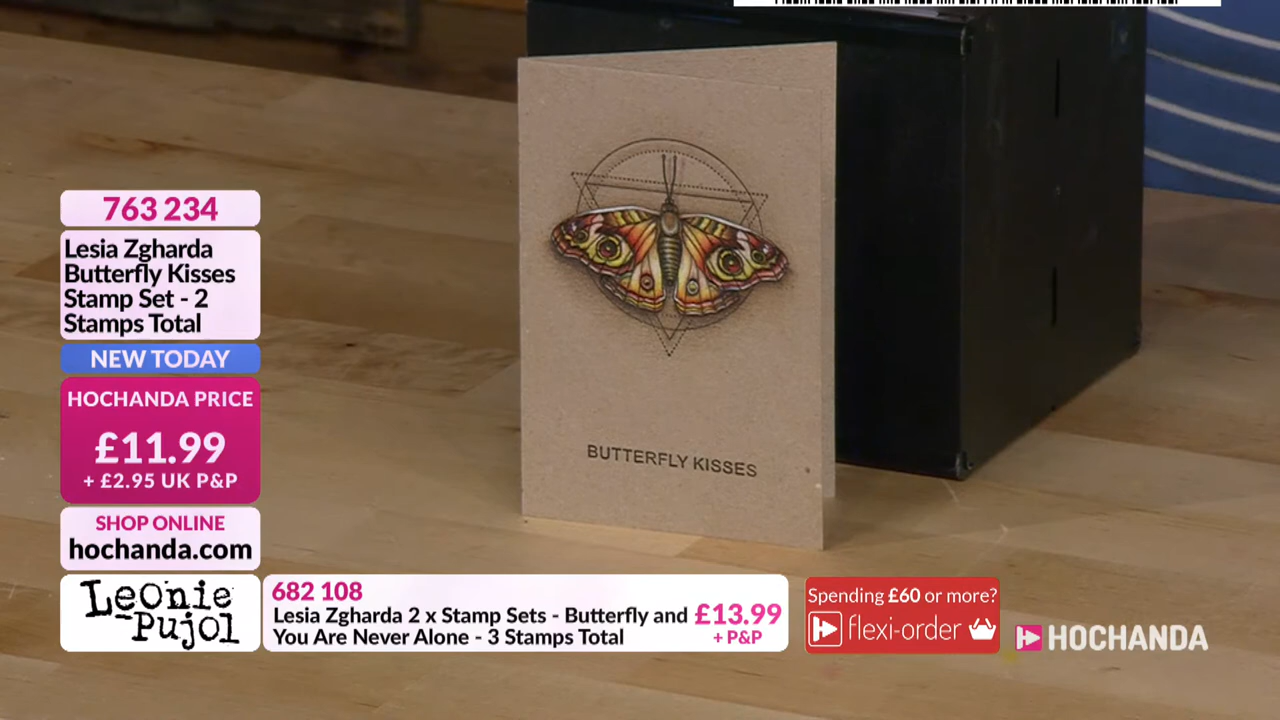 763 234
Lesia Zgharda
Butterfly Kisses
Stamp Set - 2
Stamps Total
NEW TODAY
HOCHANDA PRICE
£11.99
+ £2.95 UK P&P
SHOP ONLINE
hochanda.com
BUTTERFLY KISSES
Leonie
Pujol
682 108
Lesia Zgharda 2 x Stamp Sets - Butterfly and
You Are Never Alone - 3 Stamps Total
£13.99
+ P&P
Spending £60 or more?
flexi-order
HOCHANDA